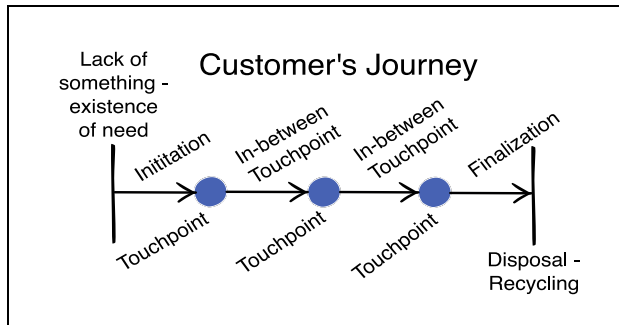 Customer's Journey
Lack of
something -
existence
of need
Inititation
In-between
Touchpoint
In-between
Touchpoint
Finalization
Touchpoint
Touchpoint
Touchpoint
Disposal -
Recycling